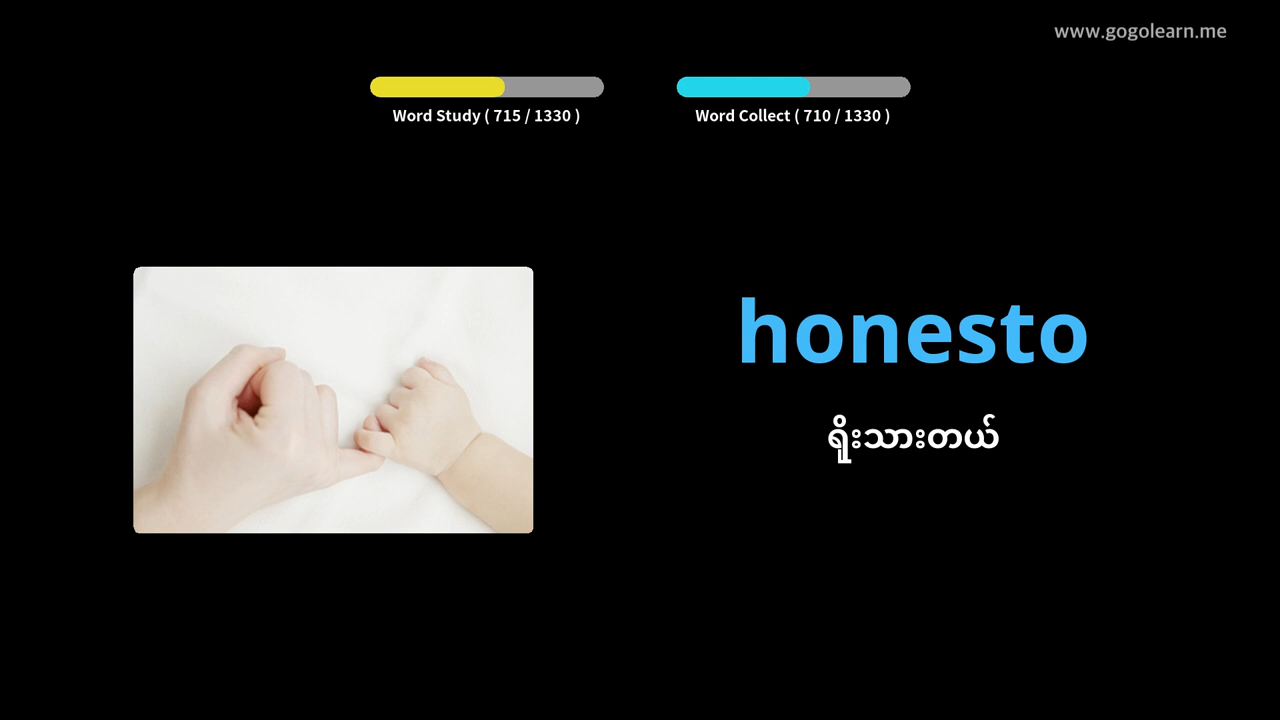 www.gogolearn.me
Word Study ( 715 / 1330 )
Word Collect ( 710 / 1330 )
honesto
ရိုးသားတယ်